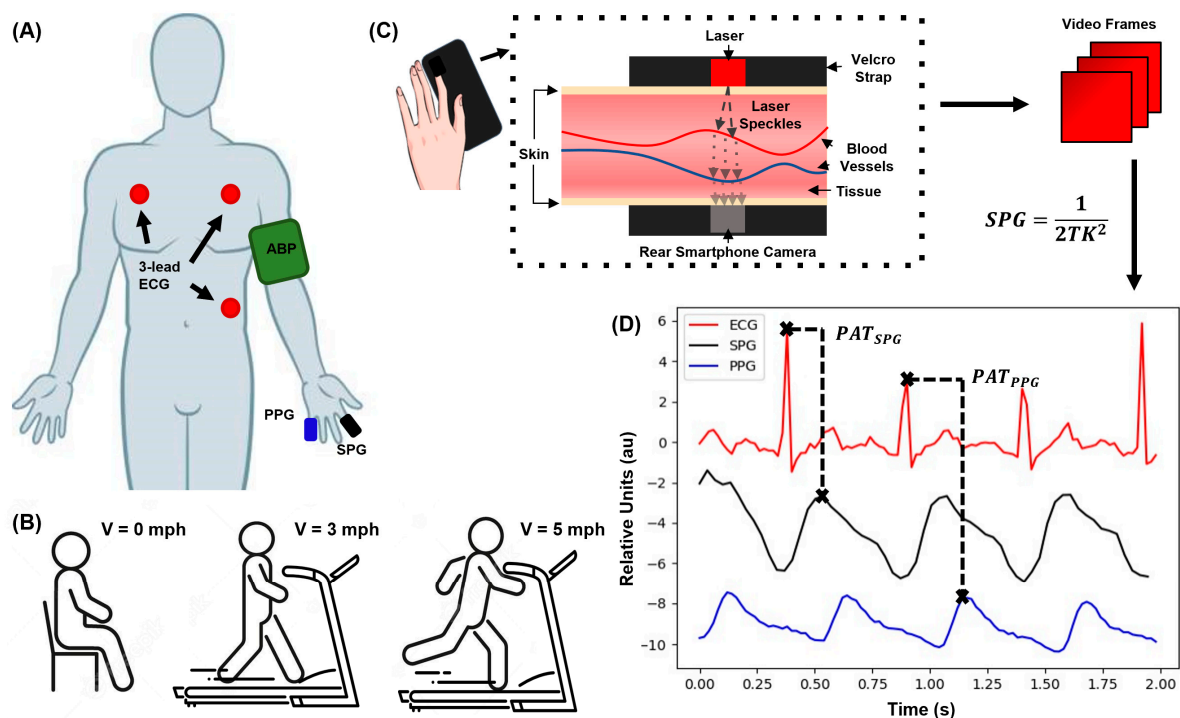 (A)
3-lead
ECG
ABP
PPG
SPG
(B)
V = 0 mph
V = 3 mph
V = 5 mph
(C)
Laser
Velcro
Strap
Laser
Speckles
Skin
Blood
Vessels
Tissue
Rear Smartphone Camera
Video Frames
SPG = 1/2TK²
(D)
ECG
SPG
PPG
PAT_SPG
PAT_PPG
Relative Units (au)
6
4
2
0
−2
−4
−6
−8
−10
0.00 0.25 0.50 0.75 1.00 1.25 1.50 1.75 2.00
Time (s)